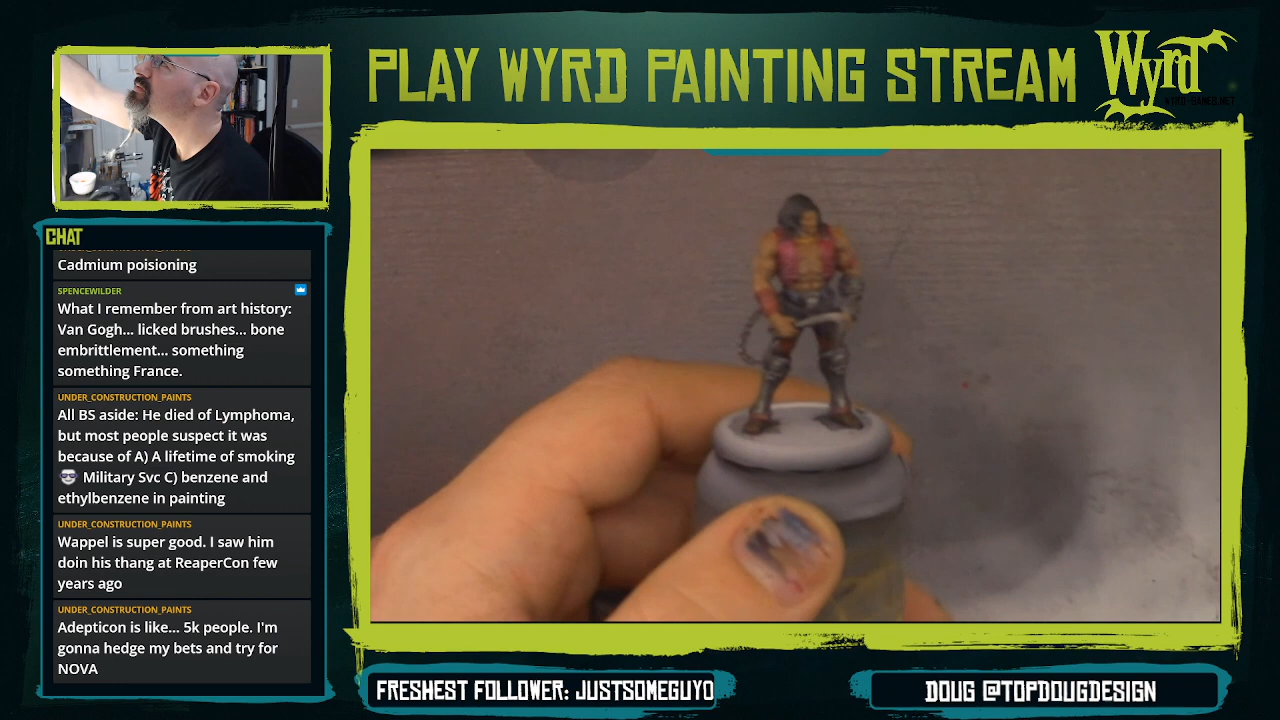 PLAY WYRD PAINTING STREAM
Wyrd
WYRD-GAMES.NET
CHAT
Cadmium poisioning
SPENCEWILDER
What I remember from art history:
Van Gogh... licked brushes... bone
embrittlement... something
something France.
UNDER_CONSTRUCTION_PAINTS
All BS aside: He died of Lymphoma,
but most people suspect it was
because of A) A lifetime of smoking
Military Svc C) benzene and
ethylbenzene in painting
UNDER_CONSTRUCTION_PAINTS
Wappel is super good. I saw him
doin his thang at ReaperCon few
years ago
UNDER_CONSTRUCTION_PAINTS
Adepticon is like... 5k people. I'm
gonna hedge my bets and try for
NOVA
FRESHEST FOLLOWER: JUSTSOMEGUYO
DOUG @TOPDOUGDESIGN